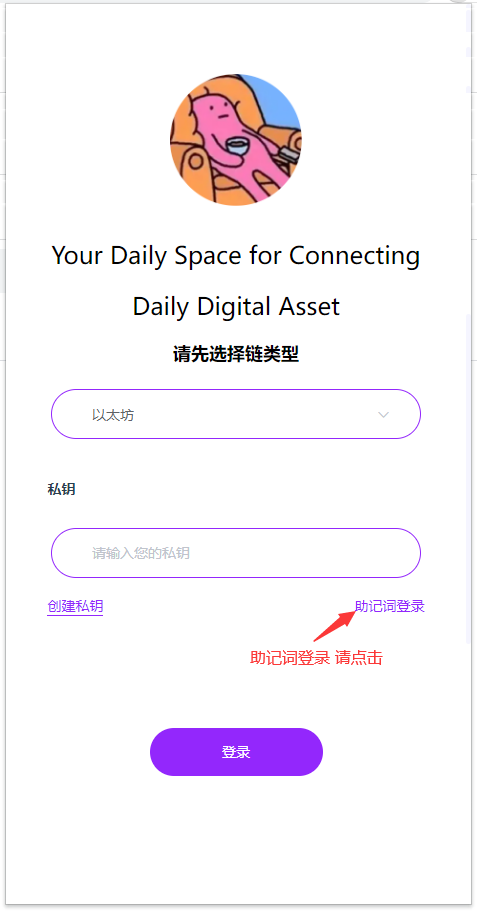 Your Daily Space for Connecting
Daily Digital Asset
请先选择链类型
以太坊
私钥
请输入您的私钥
创建私钥
助记词登录
助记词登录 请点击
登录